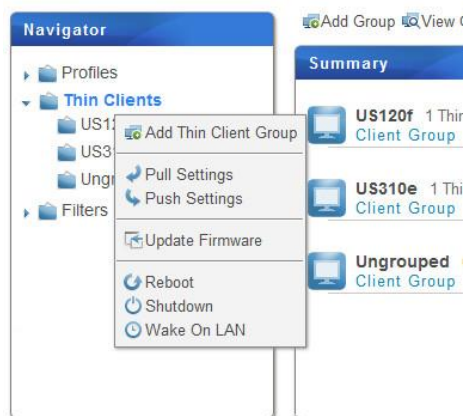 Navigator
Profiles
Thin Clients
US12
US3
Ungr
Filters
Add Thin Client Group
Pull Settings
Push Settings
Update Firmware
Reboot
Shutdown
Wake On LAN
Add Group View
Summary
US120f 1 Thin
Client Group
US310e 1 Thi
Client Group
Ungrouped
Client Group